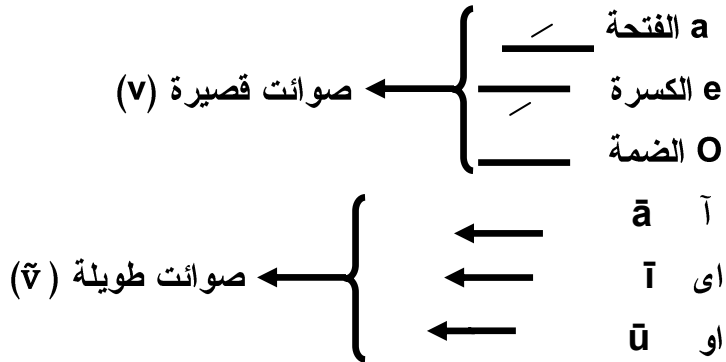 الفتحة a
الكسرة e
الضمة O
صوائت قصيرة (v)
آ ā
اى ī
او ū
صوائت طويلة (ṽ)